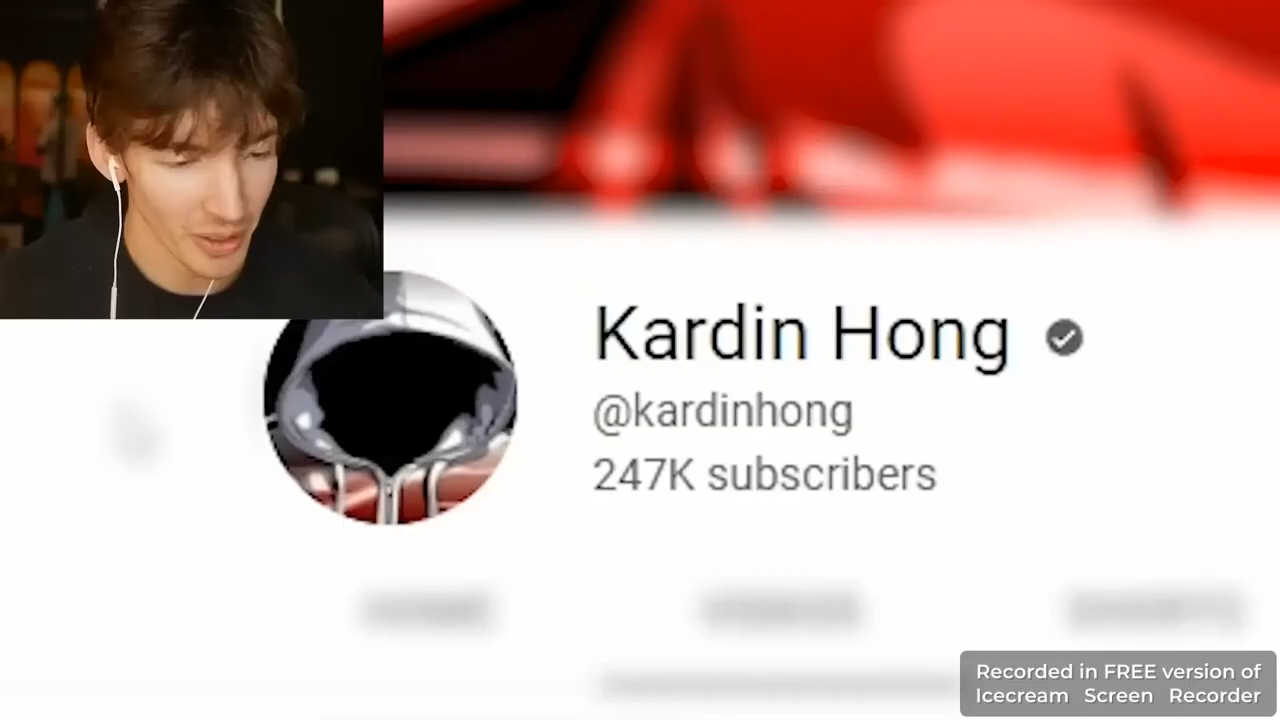 Kardin Hong
@kardinhong
247K subscribers
Recorded in FREE version of
Icecream Screen Recorder